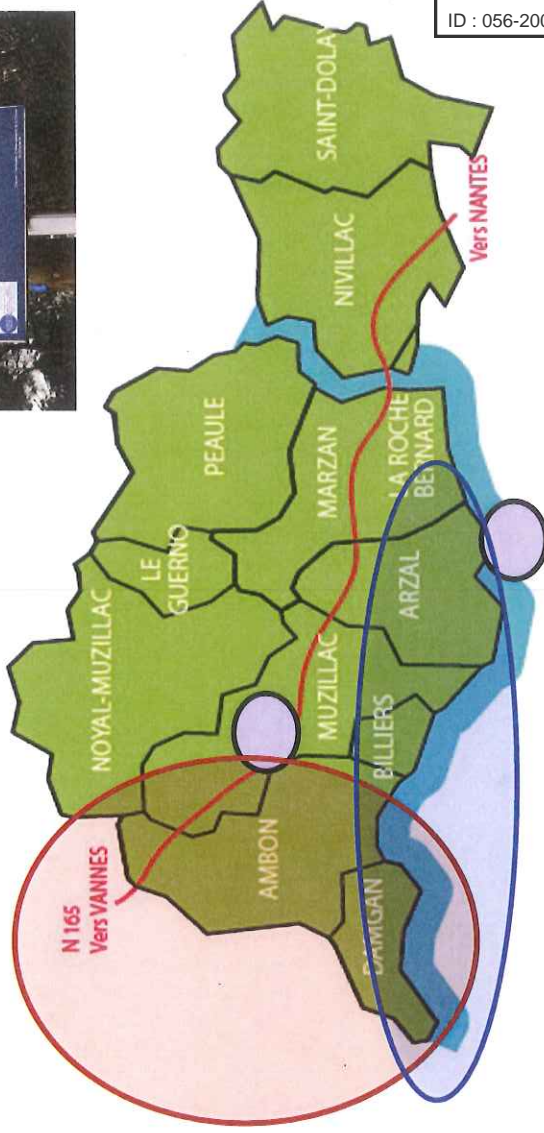 ID : 056-200
SAINT-DOLAY
NIVILLAC
Vers NANTES
PEAULE
MARZAN
LA ROCHE
BERNARD
LE
GUERNO
ARZAL
NOYAL-MUZILLAC
MUZILLAC
BILLIERS
AMBON
DAMGAN
N 165
Vers VANNES